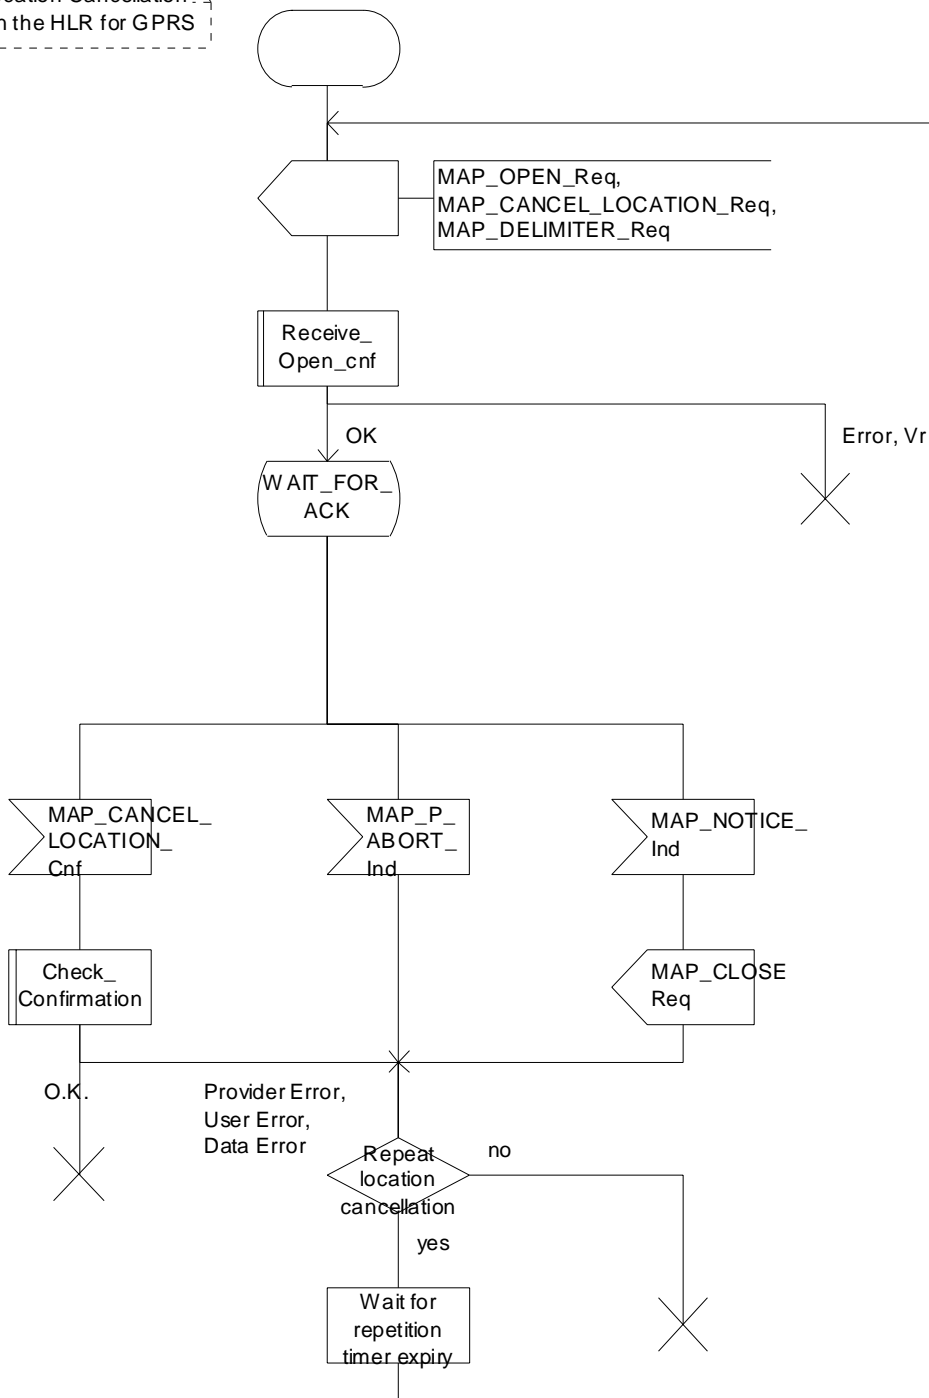 n the HLR for GPRS
MAP_OPEN_Req,
MAP_CANCEL_LOCATION_Req,
MAP_DELIMITER_Req
Receive_
Open_cnf
OK
Error, Vr
WAIT_FOR_
ACK
MAP_CANCEL_
LOCATION_
Cnf
MAP_P_
ABORT_
Ind
MAP_NOTICE_
Ind
Check_
Confirmation
MAP_CLOSE
Req
O.K.
Provider Error,
User Error,
Data Error
Repeat
location
cancellation
no
yes
Wait for
repetition
timer expiry